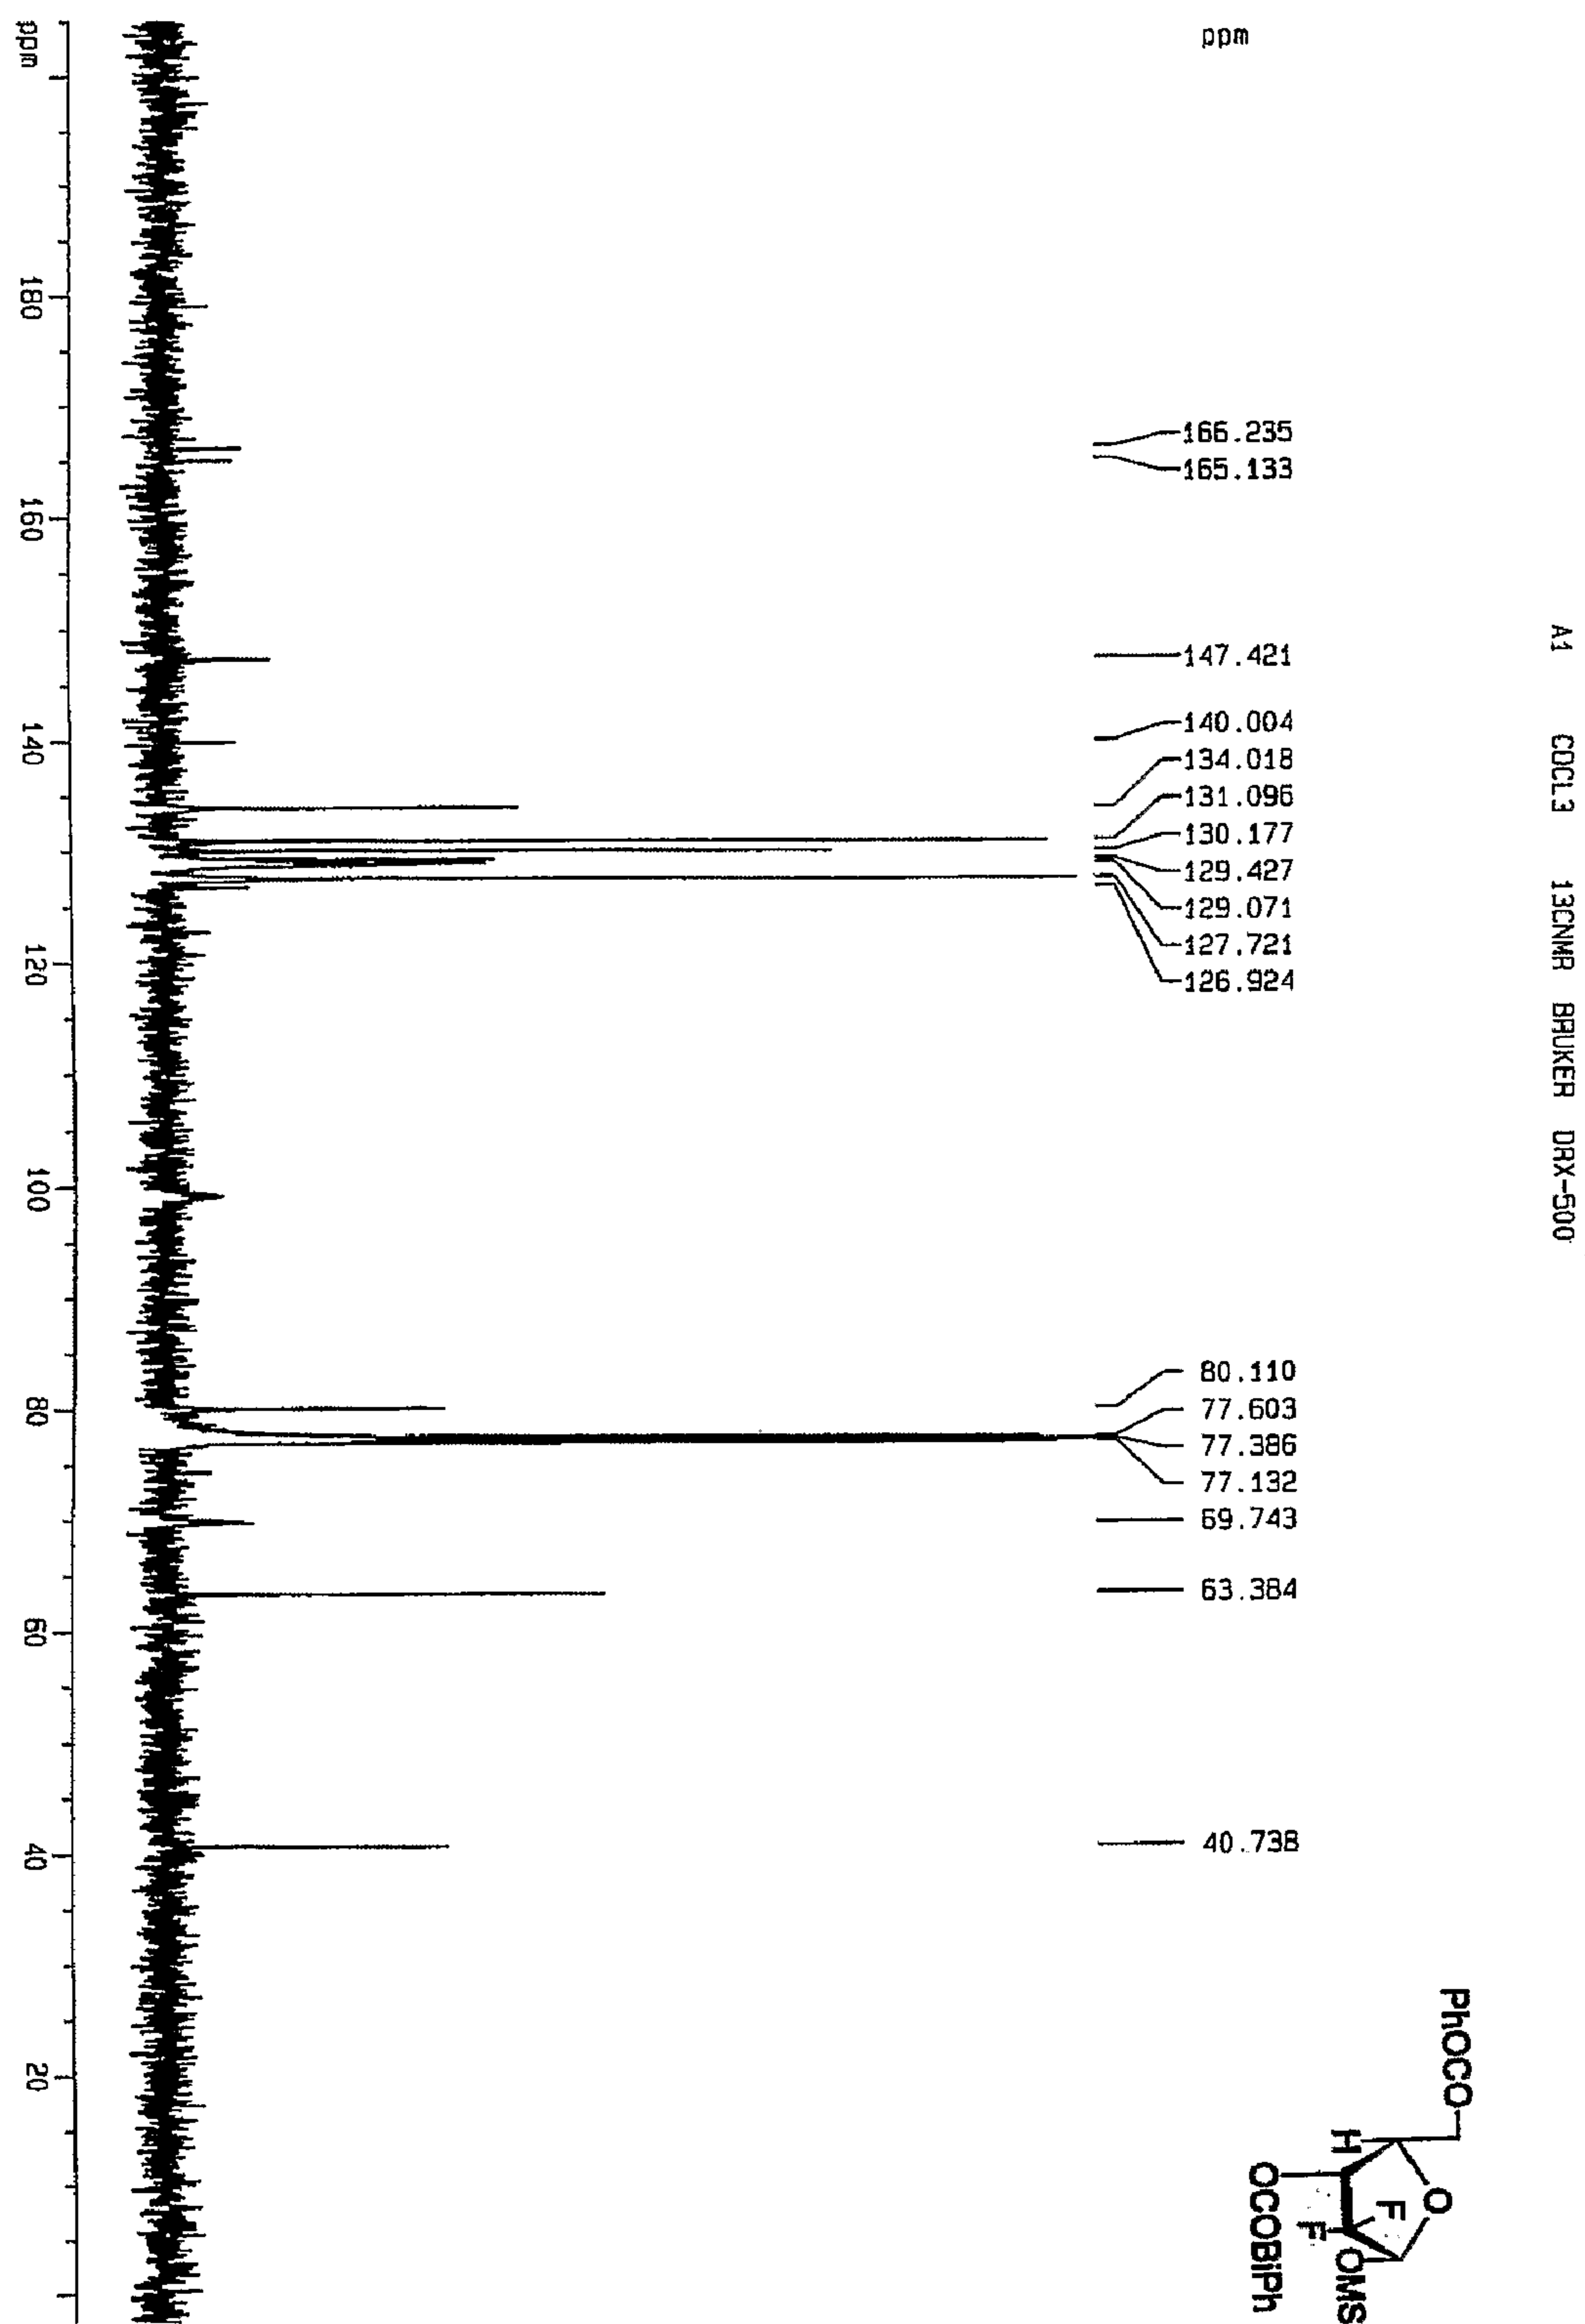 A1 CDCL3 13CNMR BRUKER DRX-500
ppm
166.235
165.133
147.421
140.004
134.018
131.096
130.177
129.427
129.071
127.721
126.924
80.110
77.603
77.386
77.132
69.743
63.384
40.738
PhOCO
O
H
F
F
OMS
OCOBiPh
ppm
180
160
140
120
100
80
60
40
20